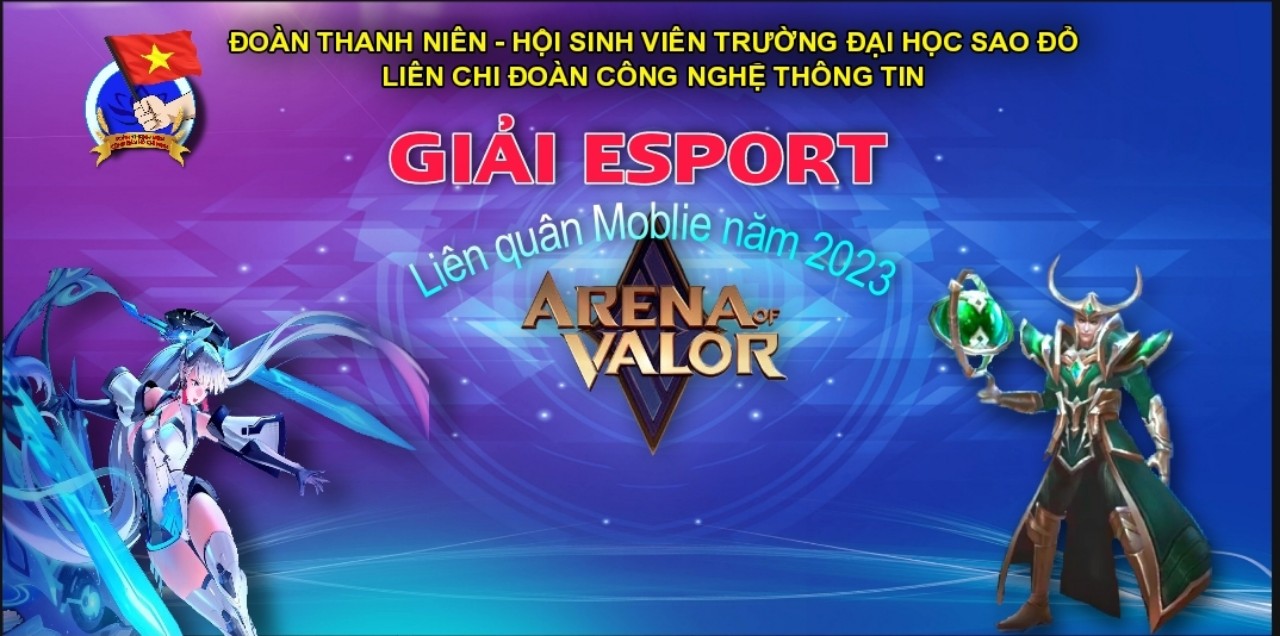 ĐOÀN THANH NIÊN - HỘI SINH VIÊN TRƯỜNG ĐẠI HỌC SAO ĐỎ
LIÊN CHI ĐOÀN CÔNG NGHỆ THÔNG TIN
GIẢI ESPORT
Liên quân Moblie năm 2023
ARENA OF
VALOR